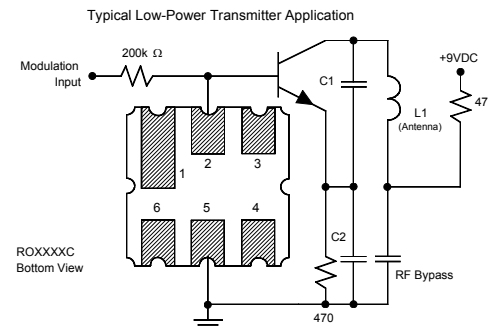 Typical Low-Power Transmitter Application
200k Ω
Modulation
Input
+9VDC
C1
47
L1
(Antenna)
1
2
3
6
5
4
C2
ROXXXXC
Bottom View
RF Bypass
470